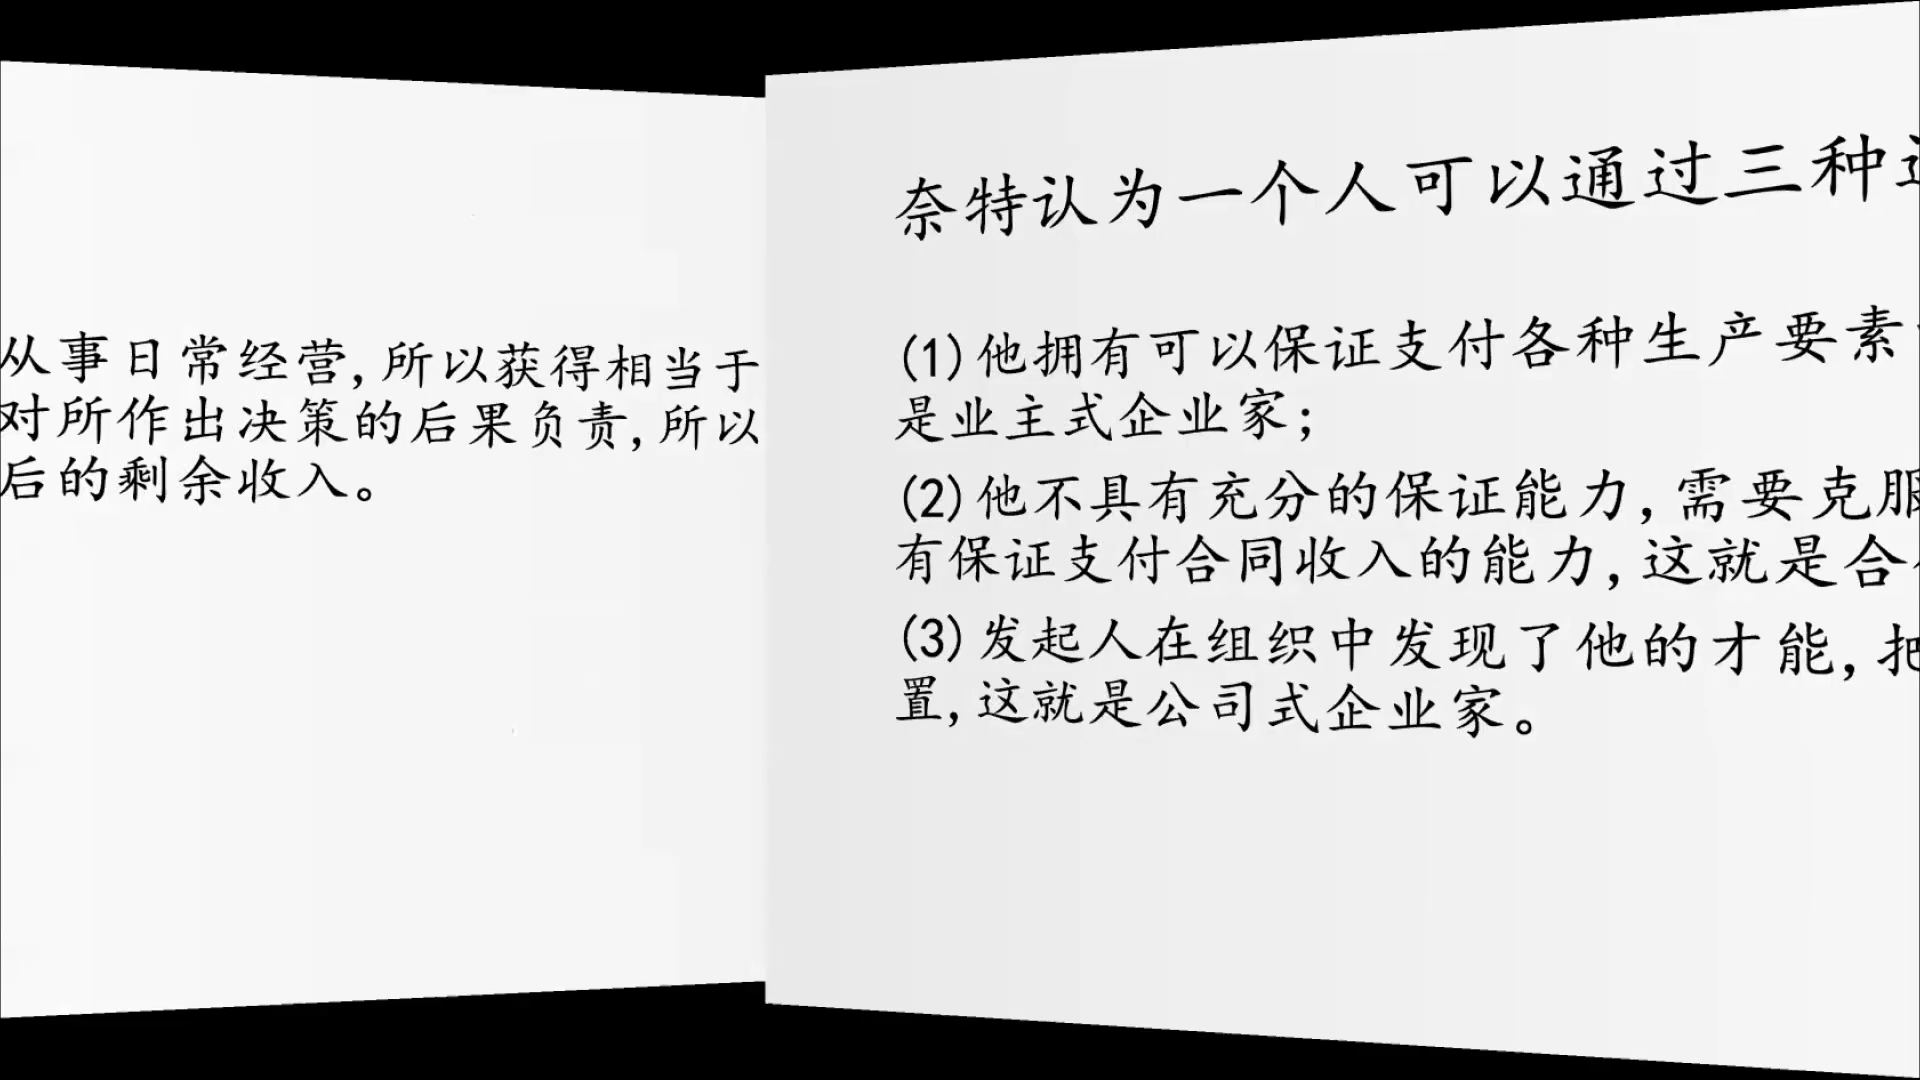 从事日常经营,所以获得相当于
对所作出决策的后果负责,所以
后的剩余收入。
奈特认为一个人可以通过三种
(1)他拥有可以保证支付各种生产要素
是业主式企业家;
(2)他不具有充分的保证能力,需要克服
有保证支付合同收入的能力,这就是合
(3)发起人在组织中发现了他的才能,把
置,这就是公司式企业家。